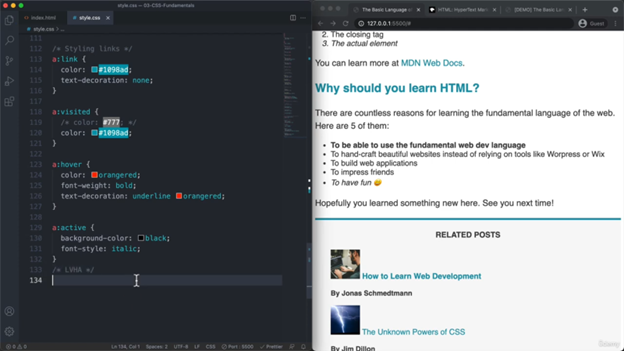 style.css — 03-CSS-Fundamentals
index.html
style.css
style.css > ...
111
112 /* Styling links */
113 a:link {
114 color: #1098ad;
115 text-decoration: none;
116 }
117
118 a:visited {
119 /* color: #777; */
120 color: #1098ad;
121 }
122
123 a:hover {
124 color: orangered;
125 font-weight: bold;
126 text-decoration: underline orangered;
127 }
128
129 a:active {
130 background-color: black;
131 font-style: italic;
132 }
133 /* LVHA */
134
Ln 134, Col 1 Spaces: 2 UTF-8 LF CSS Port : 5500 Prettier
The Basic Language of
HTML: HyperText Mar
[DEMO] The Basic Lan
127.0.0.1:5500/#
Guest
2. The closing tag
3. The actual element
You can learn more at MDN Web Docs.
Why should you learn HTML?
There are countless reasons for learning the fundamental language of the web.
Here are 5 of them:
• To be able to use the fundamental web dev language
• To hand-craft beautiful websites instead of relying on tools like Worpress or Wix
• To build web applications
• To impress friends
• To have fun 😀
Hopefully you learned something new here. See you next time!
RELATED POSTS
How to Learn Web Development
By Jonas Schmedtmann
The Unknown Powers of CSS
By Jim Dillon